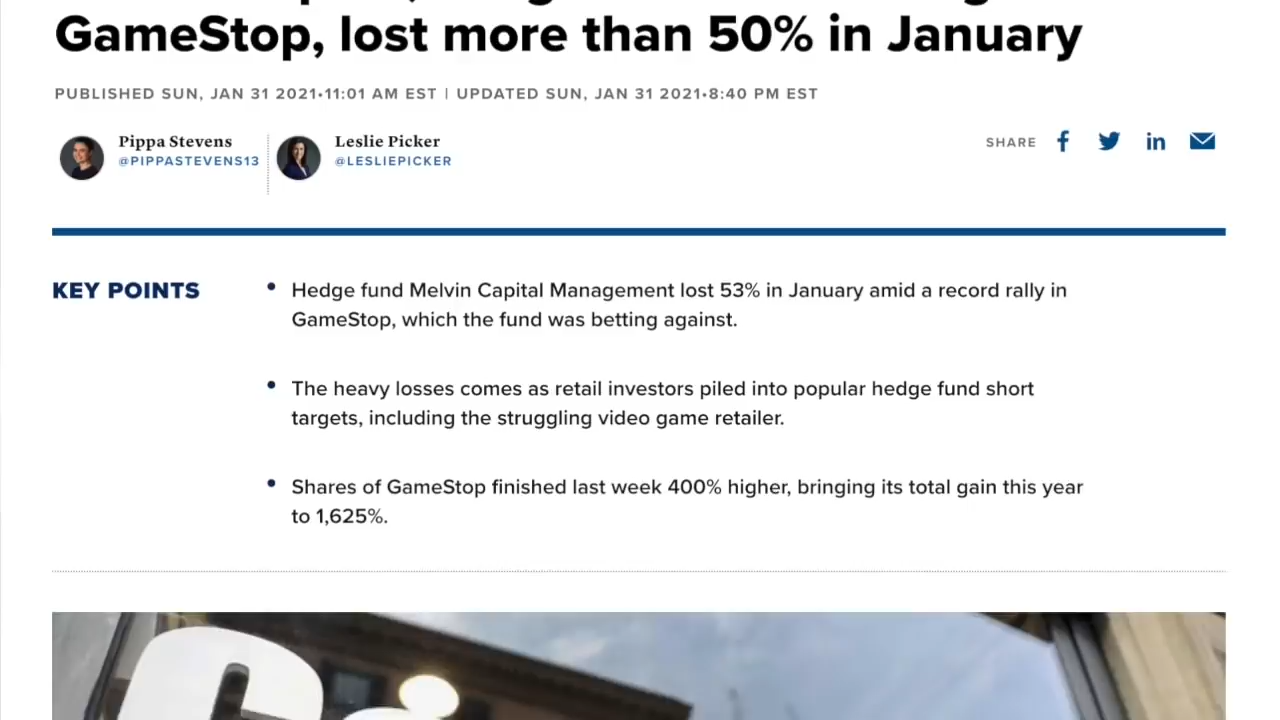 GameStop, lost more than 50% in January
PUBLISHED SUN, JAN 31 2021•11:01 AM EST | UPDATED SUN, JAN 31 2021•8:40 PM EST
Pippa Stevens
@PIPPASTEVENS13
Leslie Picker
@LESLIEPICKER
SHARE
KEY POINTS
• Hedge fund Melvin Capital Management lost 53% in January amid a record rally in
GameStop, which the fund was betting against.
• The heavy losses comes as retail investors piled into popular hedge fund short
targets, including the struggling video game retailer.
• Shares of GameStop finished last week 400% higher, bringing its total gain this year
to 1,625%.